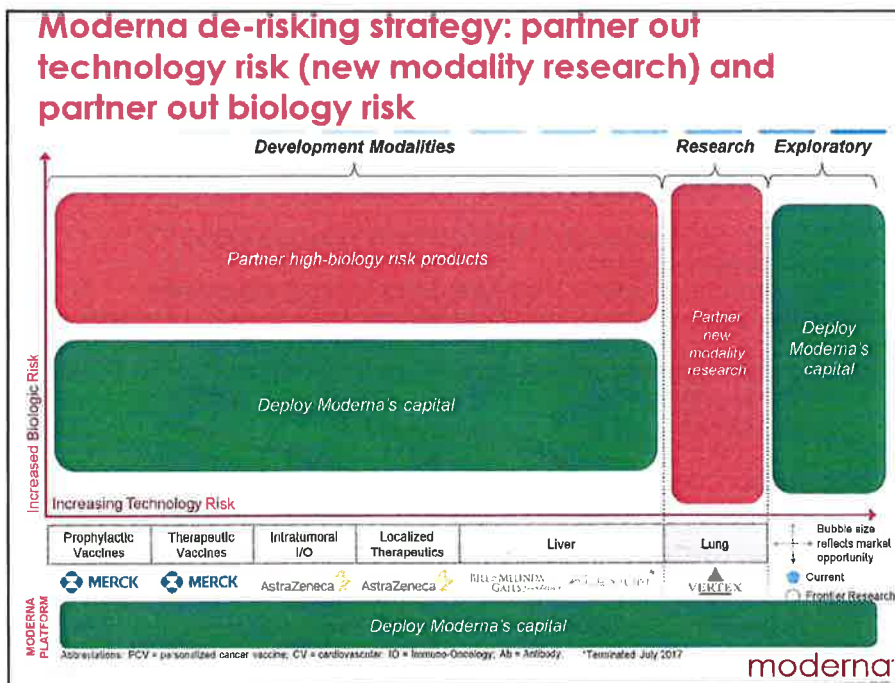 Moderna de-risking strategy: partner out
technology risk (new modality research) and
partner out biology risk
Development Modalities
Research
Exploratory
Increased Biologic Risk
Partner high-biology risk products
Deploy Moderna's capital
Partner
new
modality
research
Deploy
Moderna's
capital
Increasing Technology Risk
Prophylactic
Vaccines
Therapeutic
Vaccines
Intratumoral
I/O
Localized
Therapeutics
Liver
Lung
Bubble size
reflects market
opportunity
Current
Frontier Research
MERCK
MERCK
AstraZeneca
AstraZeneca
BILL & MELINDA
GATES
VERTEX
MODERNA
PLATFORM
Deploy Moderna's capital
Abbreviations: PCV = personalized cancer vaccine; CV = cardiovascular; IO = Immuno-Oncology; Ab = Antibody. *Terminated July 2017
moderna